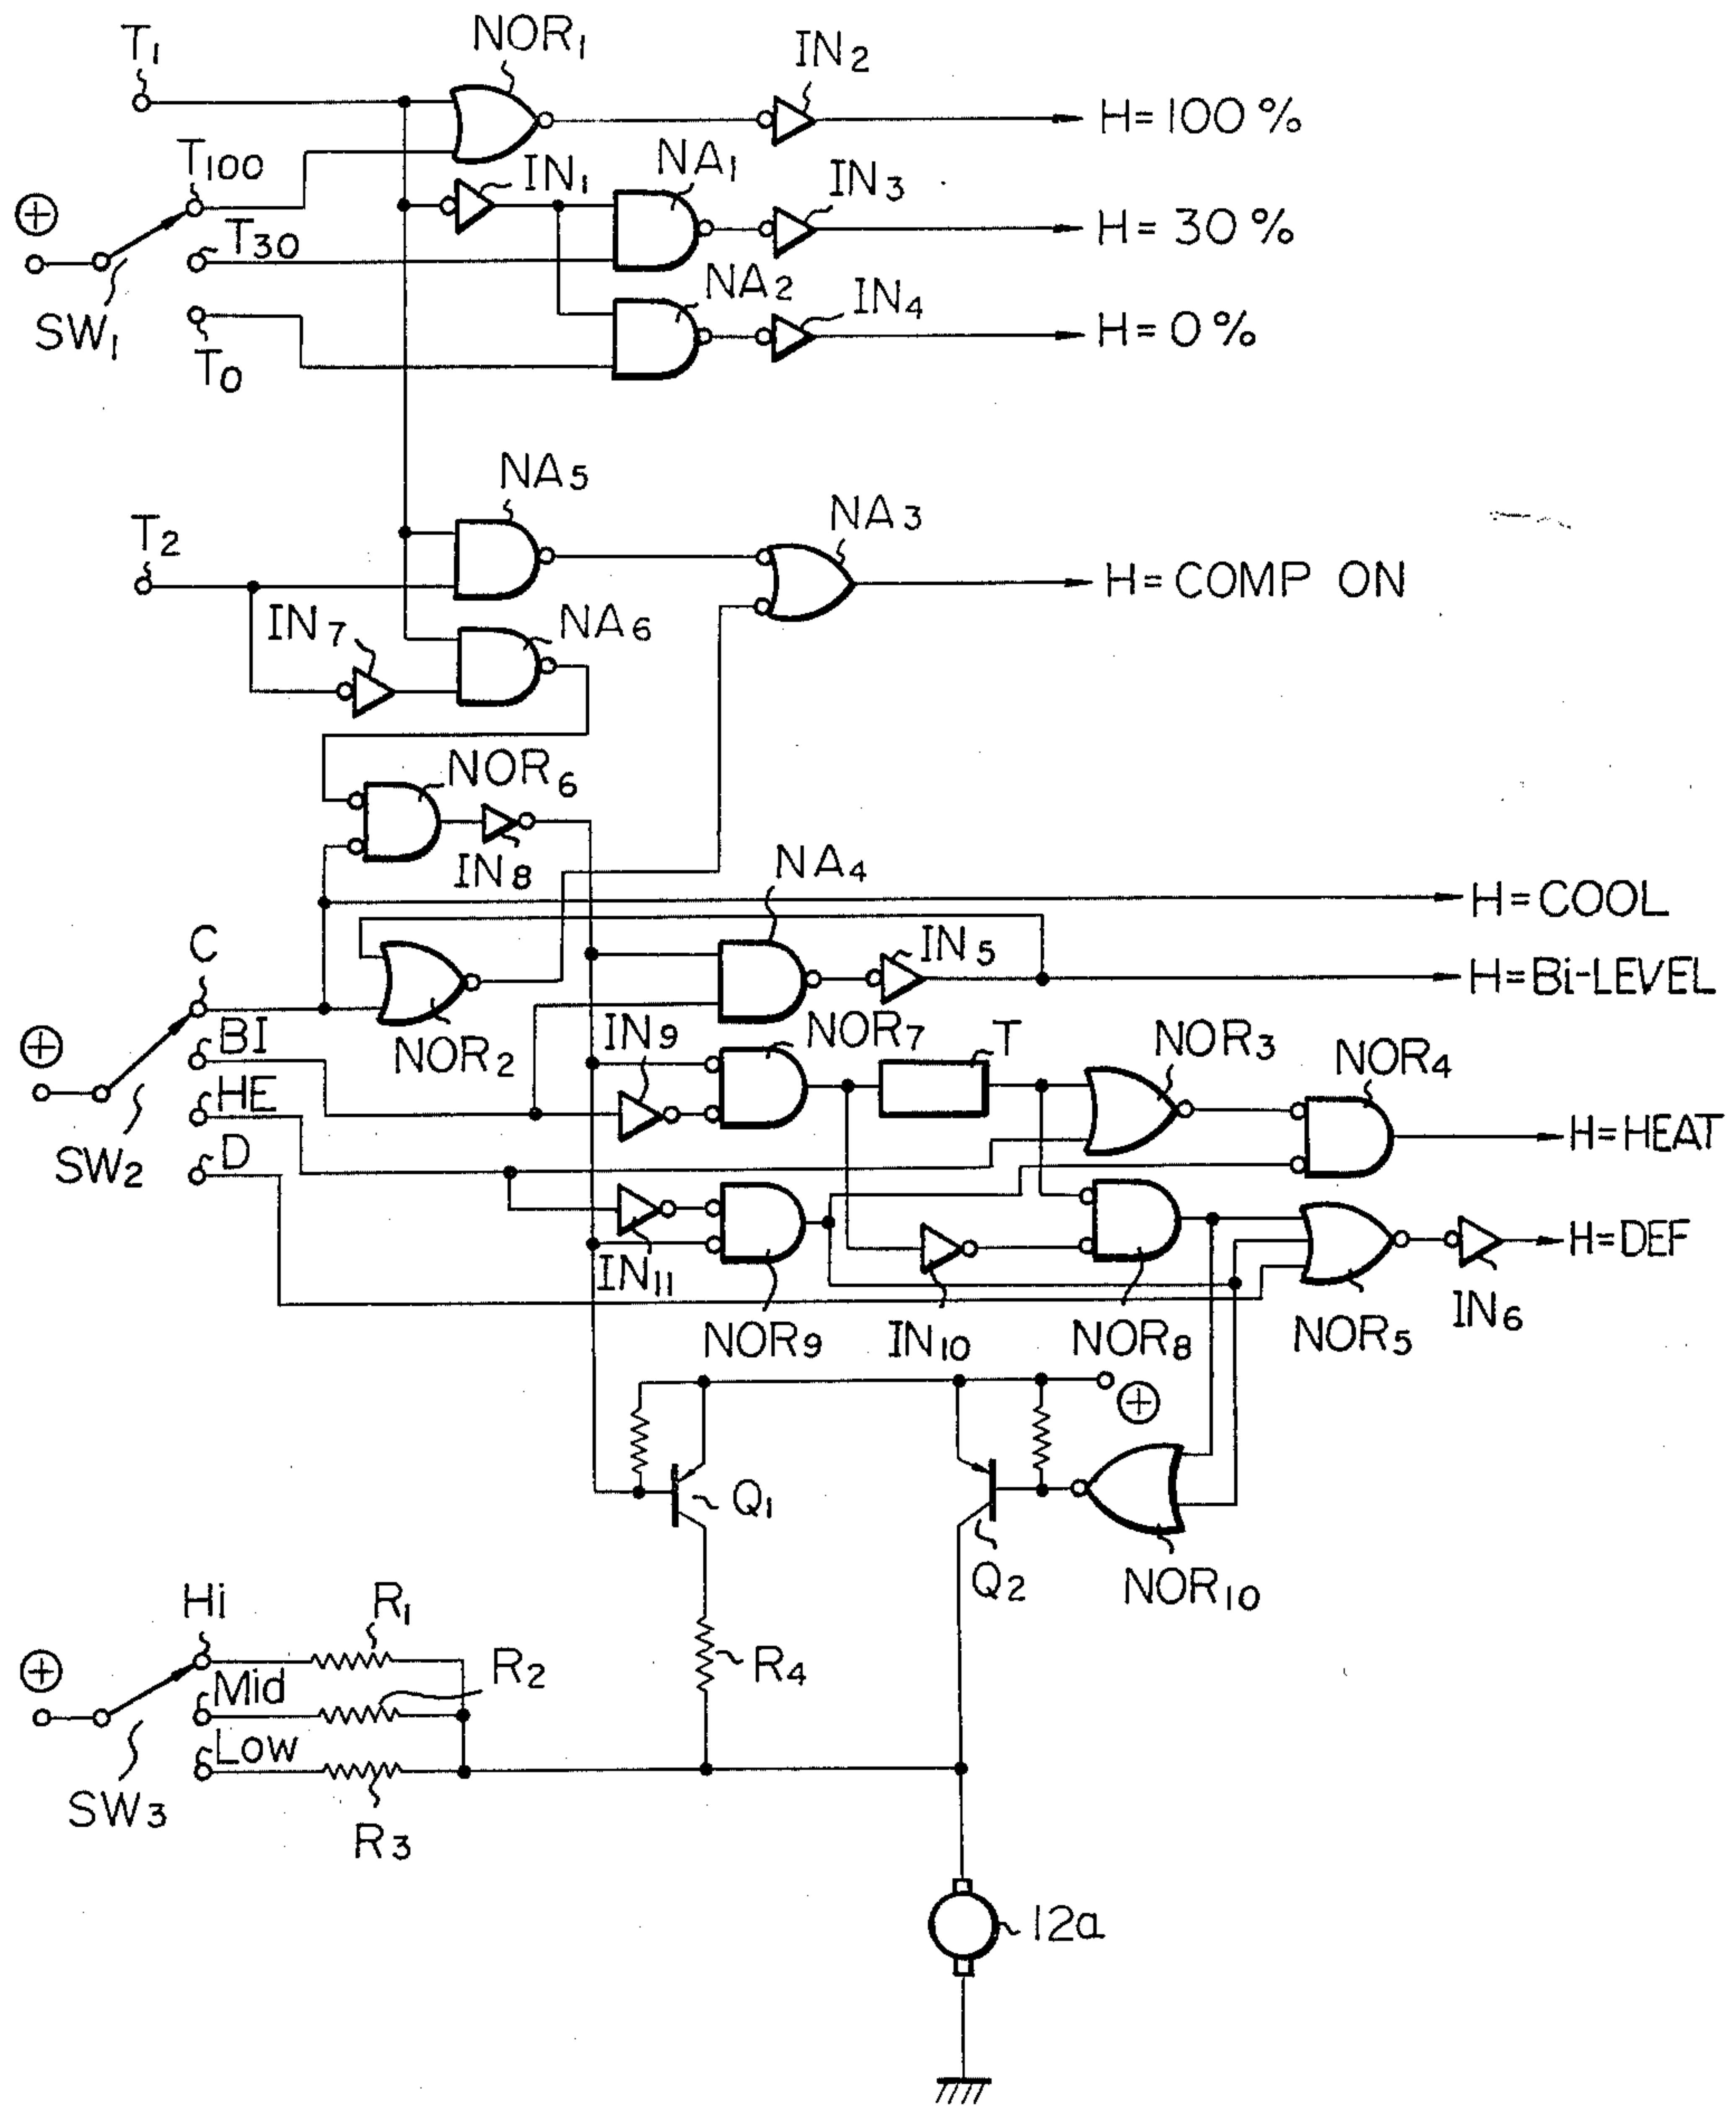 T1
NOR1
IN2
H=100%
T100
IN1
NA1
IN3
H=30%
⊕
T30
SW1
NA2
IN4
H=0%
T0
NA5
NA3
T2
H=COMP ON
IN7
NA6
NOR6
IN8
NA4
H=COOL
C
IN5
H=Bi-LEVEL
⊕
BI
NOR2
IN9
NOR7
T
NOR3
NOR4
HE
H=HEAT
SW2
D
IN11
H=DEF
NOR9
IN10
NOR8
NOR5
IN6
⊕
Q1
Q2
NOR10
Hi
R1
⊕
Mid
R2
R4
Low
SW3
R3
12a